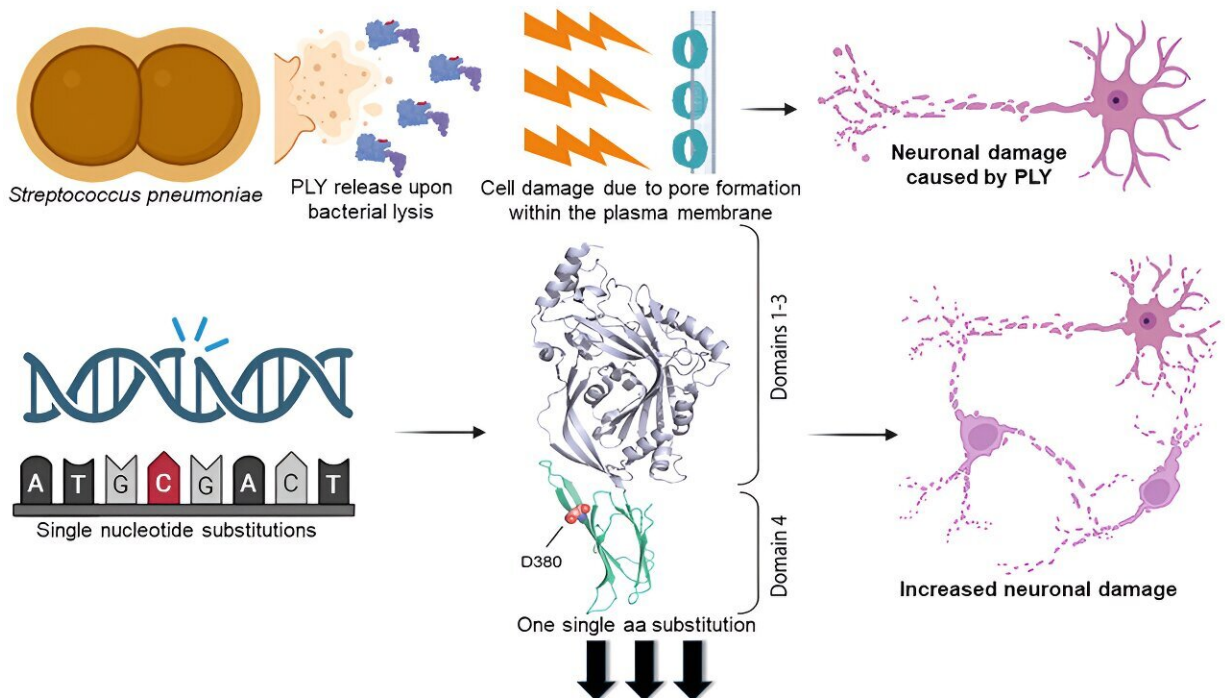 Streptococcus pneumoniae
PLY release upon
bacterial lysis
Cell damage due to pore formation
within the plasma membrane
Neuronal damage
caused by PLY
A T G C G A C T
Single nucleotide substitutions
Domains 1-3
D380
Domain 4
One single aa substitution
Increased neuronal damage